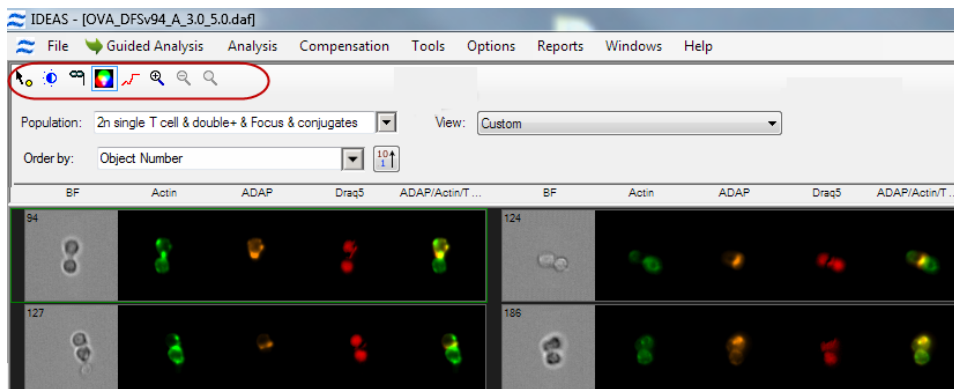 IDEAS - [OVA_DFSv94_A_3.0_5.0.daf]
File Guided Analysis Analysis Compensation Tools Options Reports Windows Help
Population: 2n single T cell & double+ & Focus & conjugates View: Custom
Order by: Object Number 10 1
BF Actin ADAP Draq5 ADAP/Actin/T ... BF Actin ADAP Draq5 ADAP/Actin/T ...
94 124
127 186